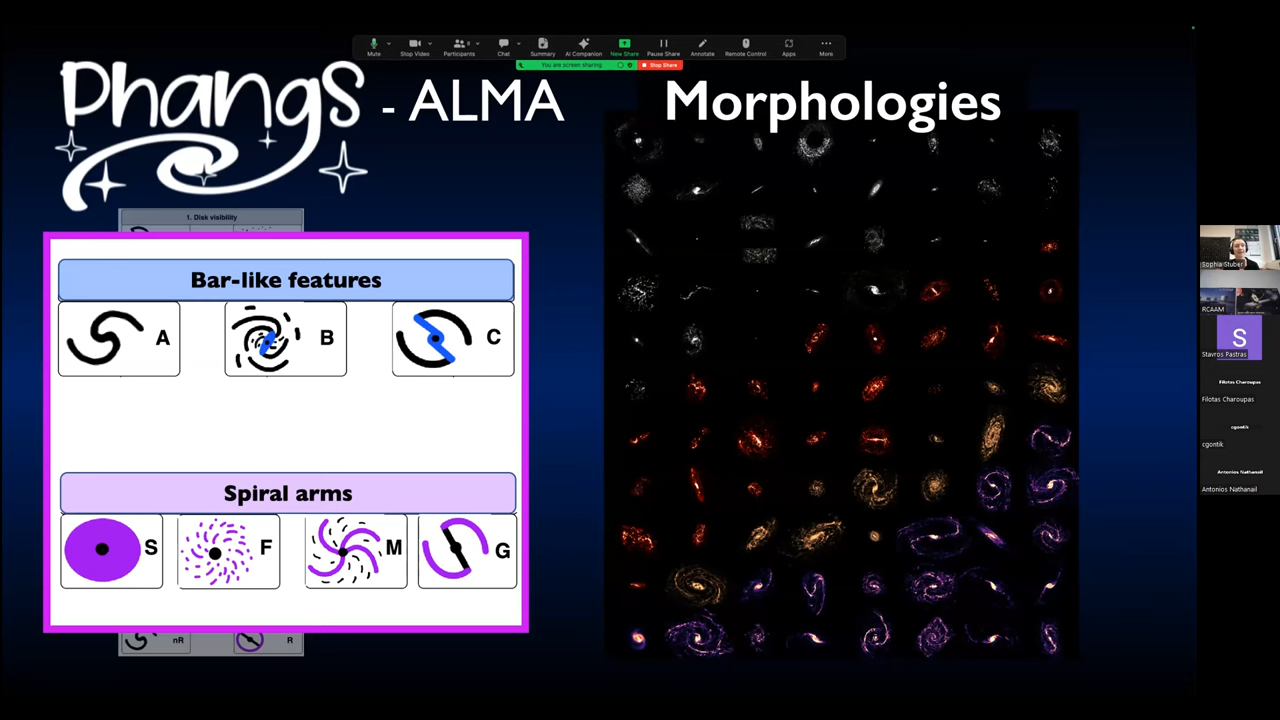 Mute
Stop Video
Participants
8
Chat
Summary
AI Companion
New Share
Pause Share
Annotate
Remote Control
Apps
More
You are screen sharing
Stop Share
Phangs - ALMA
Morphologies
1. Disk visibility
Bar-like features
A
B
C
Spiral arms
S
F
M
G
nR
R
Sophia Stuber
RCAAM
S
Stavros Pastras
Filotas Charoupas
Filotas Charoupas
cgontik
cgontik
Antonios Nathanail
Antonios Nathanail